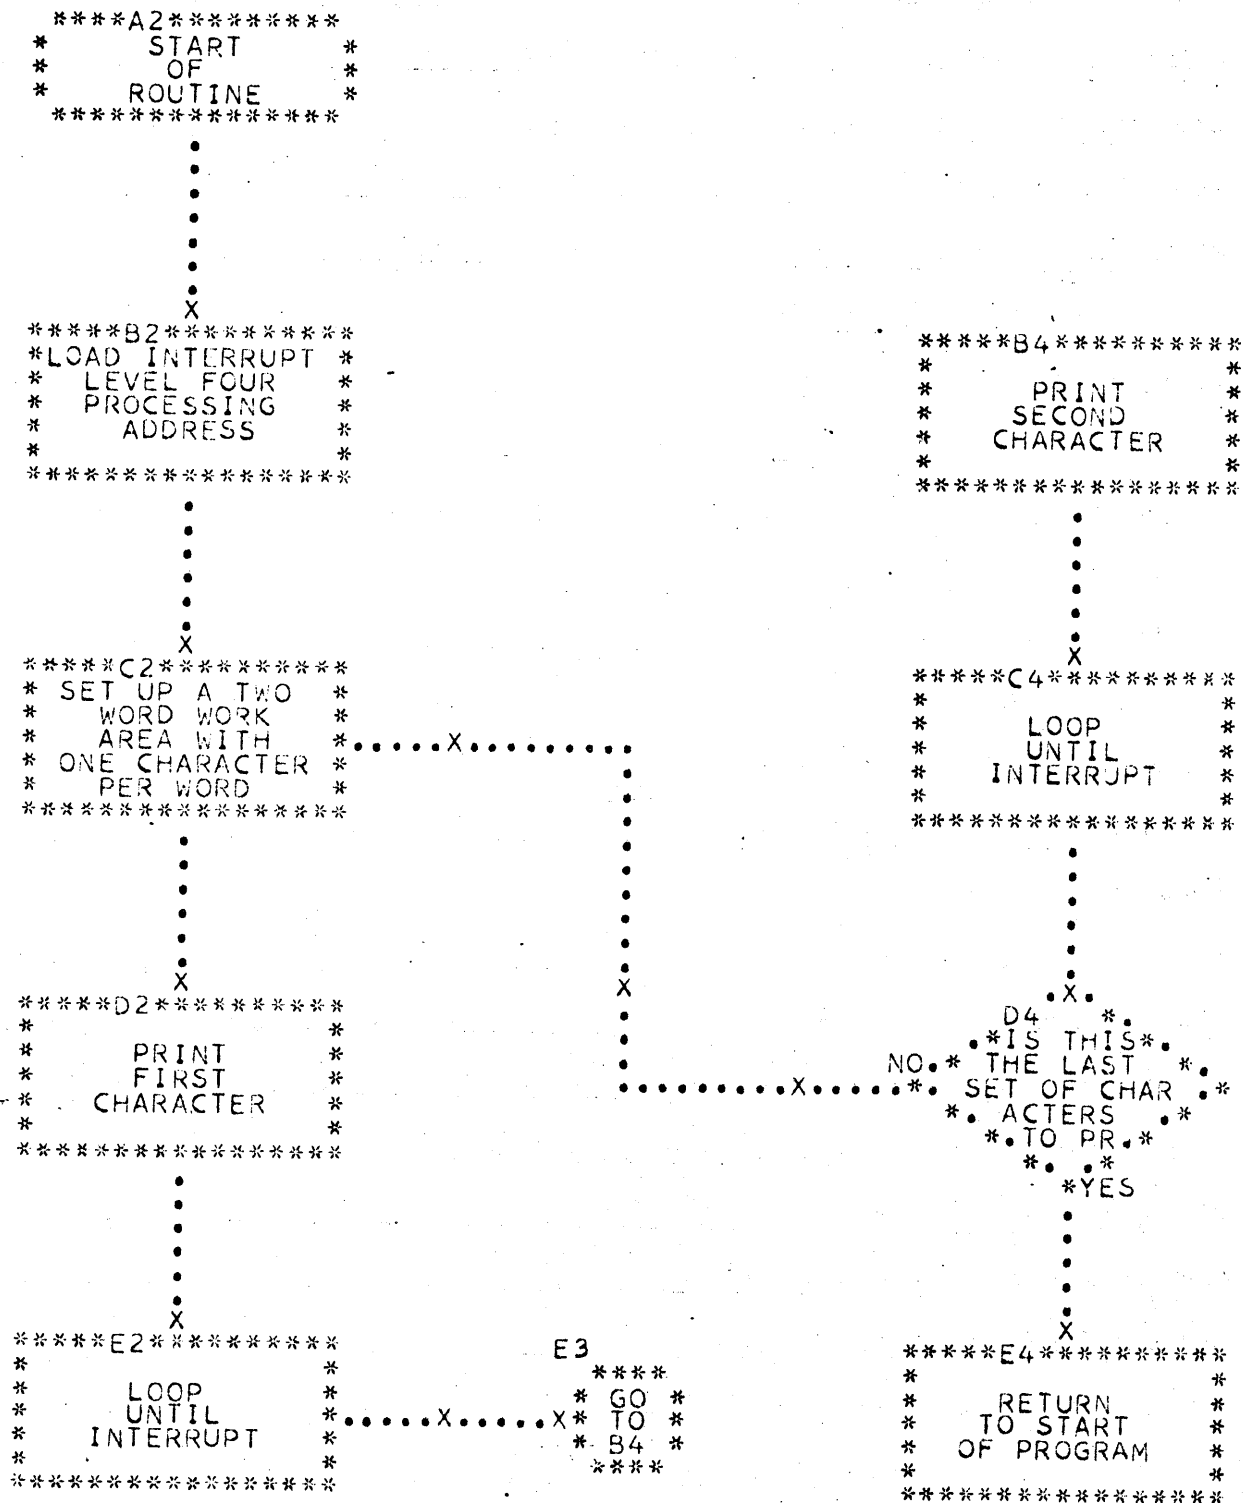 ****A2*********
* START *
* OF *
* ROUTINE *
***************
X
*****B2**********
*LOAD INTERRUPT *
* LEVEL FOUR *
* PROCESSING *
* ADDRESS *
* *
*****************
X
*****C2**********
* SET UP A TWO *
* WORD WORK *
* AREA WITH *.....X.........
* ONE CHARACTER *
* PER WORD *
*****************
X
*****D2**********
* *
* PRINT *
* FIRST *
* CHARACTER *
* *
*****************
X
*****E2**********
* *
* LOOP *
* UNTIL *.....X.....X*
* INTERRUPT *
* *
*****************
E3
****
* GO *
* TO *
* B4 *
****
*****B4**********
* *
* PRINT *
* SECOND *
* CHARACTER *
* *
*****************
X
*****C4**********
* *
* LOOP *
* UNTIL *
* INTERRUPT *
* *
*****************
X
.X.
D4 *.
.*IS THIS*.
NO.* THE LAST *.
X.....*. SET OF CHAR .*
*. ACTERS .*
*.TO PR.*
*. .*
*YES
X
*****E4**********
* *
* RETURN *
* TO START *
* OF PROGRAM *
* *
*****************